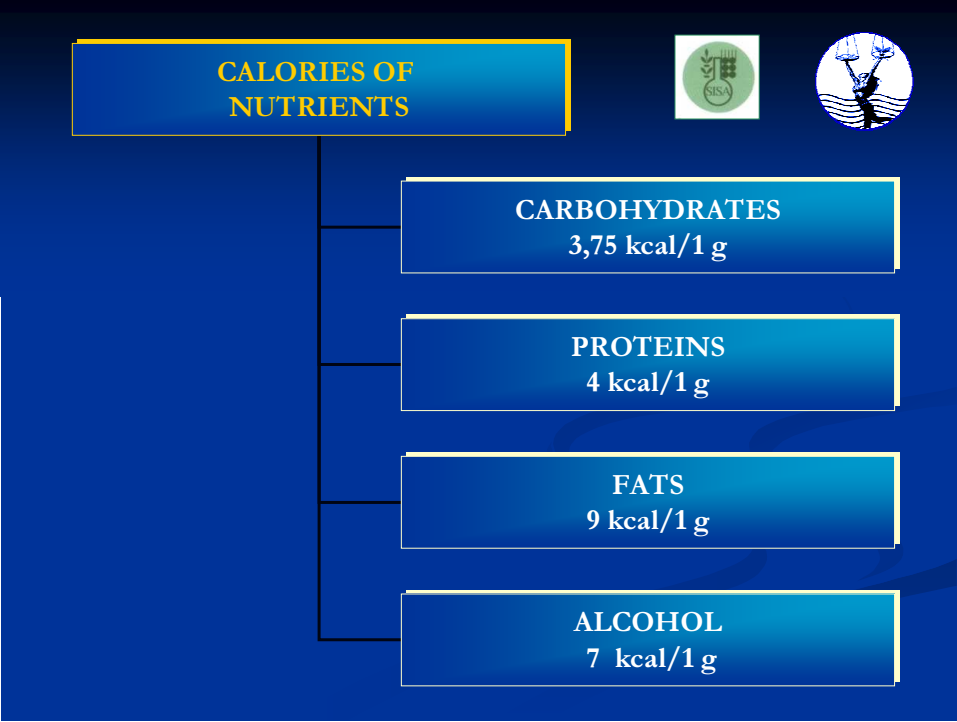 CALORIES OF
NUTRIENTS
SISA
CARBOHYDRATES
3,75 kcal/1 g
PROTEINS
4 kcal/1 g
FATS
9 kcal/1 g
ALCOHOL
7 kcal/1 g